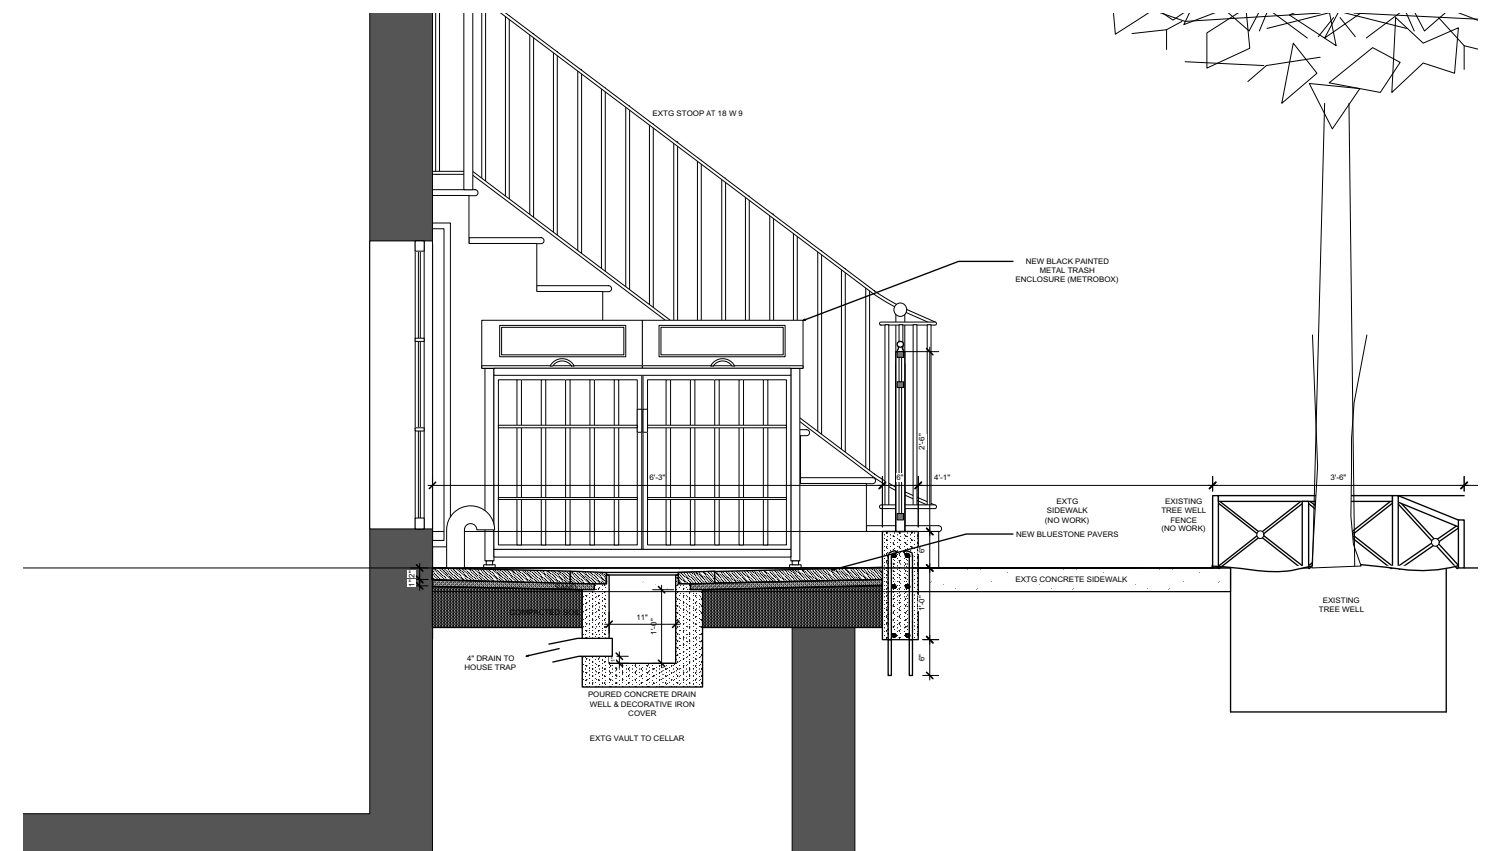 EXTG STOOP AT 18 W 9
NEW BLACK PAINTED
METAL TRASH
ENCLOSURE (METROBOX)
2'-6"
6'-3"
6"
4'-1"
3'-6"
EXTG
SIDEWALK
(NO WORK)
EXISTING
TREE WELL
FENCE
(NO WORK)
NEW BLUESTONE PAVERS
6"
EXTG CONCRETE SIDEWALK
COMPACTED SOIL
11"
1'-0"
1'-0"
6"
EXISTING
TREE WELL
4" DRAIN TO
HOUSE TRAP
POURED CONCRETE DRAIN
WELL & DECORATIVE IRON
COVER
EXTG VAULT TO CELLAR